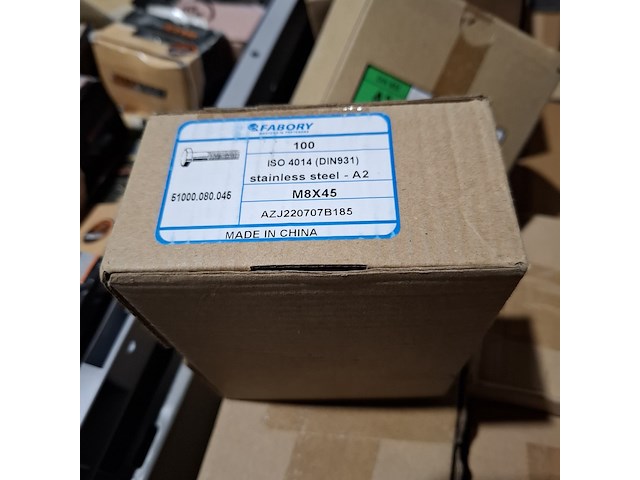 FABORY
100
ISO 4014 (DIN931)
stainless steel - A2
51000.080.045
M8X45
AZJ220707B185
MADE IN CHINA